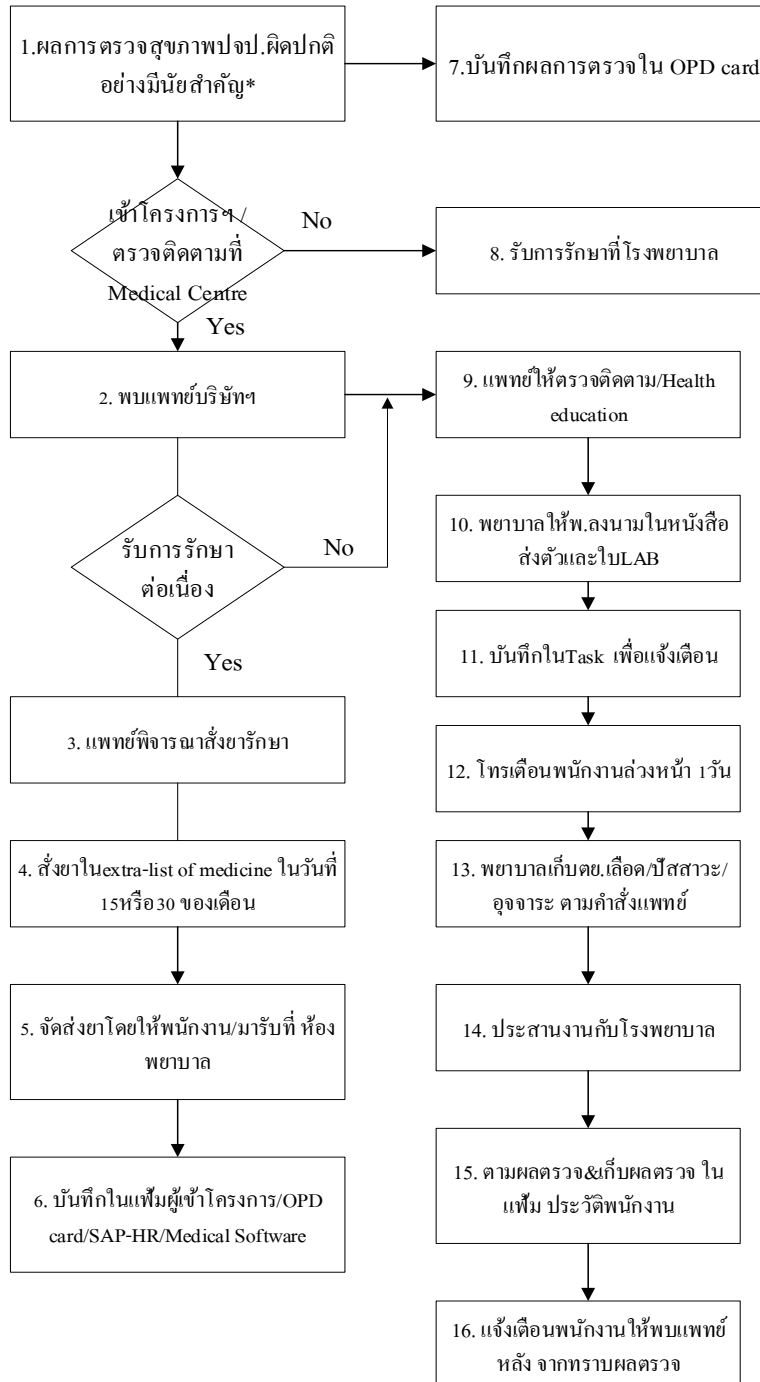 1.ผลการตรวจสุขภาพปจป.ผิดปกติ
อย่างมีนัยสำคัญ*
7.บันทึกผลการตรวจใน OPD card
เข้าโครงการฯ /
ตรวจติดตามที่
Medical Centre
No
8. รับการรักษาที่โรงพยาบาล
Yes
2. พบแพทย์บริษัทฯ
9. แพทย์ให้ตรวจติดตาม/Health
education
รับการรักษา
ต่อเนื่อง
No
10. พยาบาลให้พ.ลงนามในหนังสือ
ส่งตัวและใบLAB
Yes
11. บันทึกในTask เพื่อแจ้งเตือน
3. แพทย์พิจารณาสั่งยารักษา
12. โทรเตือนพนักงานล่วงหน้า 1วัน
4. สั่งยาในextra-list of medicine ในวันที่
15หรือ30 ของเดือน
13. พยาบาลเก็บตย.เลือด/ปัสสาวะ/
อุจจาระ ตามคำสั่งแพทย์
5. จัดส่งยาโดยให้พนักงาน/มารับที่ ห้อง
พยาบาล
14. ประสานงานกับโรงพยาบาล
6. บันทึกในแฟ้มผู้เข้าโครงการ/OPD
card/SAP-HR/Medical Software
15. ตามผลตรวจ&เก็บผลตรวจ ใน
แฟ้ม ประวัติพนักงาน
16. แจ้งเตือนพนักงานให้พบแพทย์
หลัง จากทราบผลตรวจ